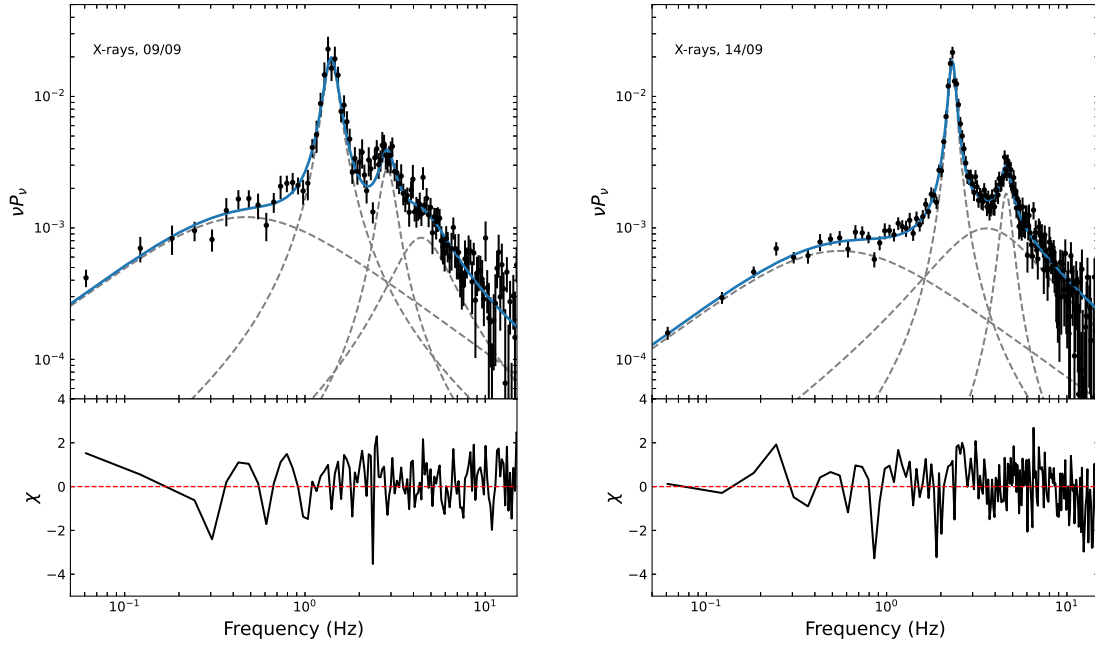 X-rays, 09/09
νPν
10⁻²
10⁻³
10⁻⁴
χ
4
2
0
−2
−4
10⁻¹
10⁰
10¹
Frequency (Hz)
X-rays, 14/09
νPν
10⁻²
10⁻³
10⁻⁴
χ
4
2
0
−2
−4
10⁻¹
10⁰
10¹
Frequency (Hz)